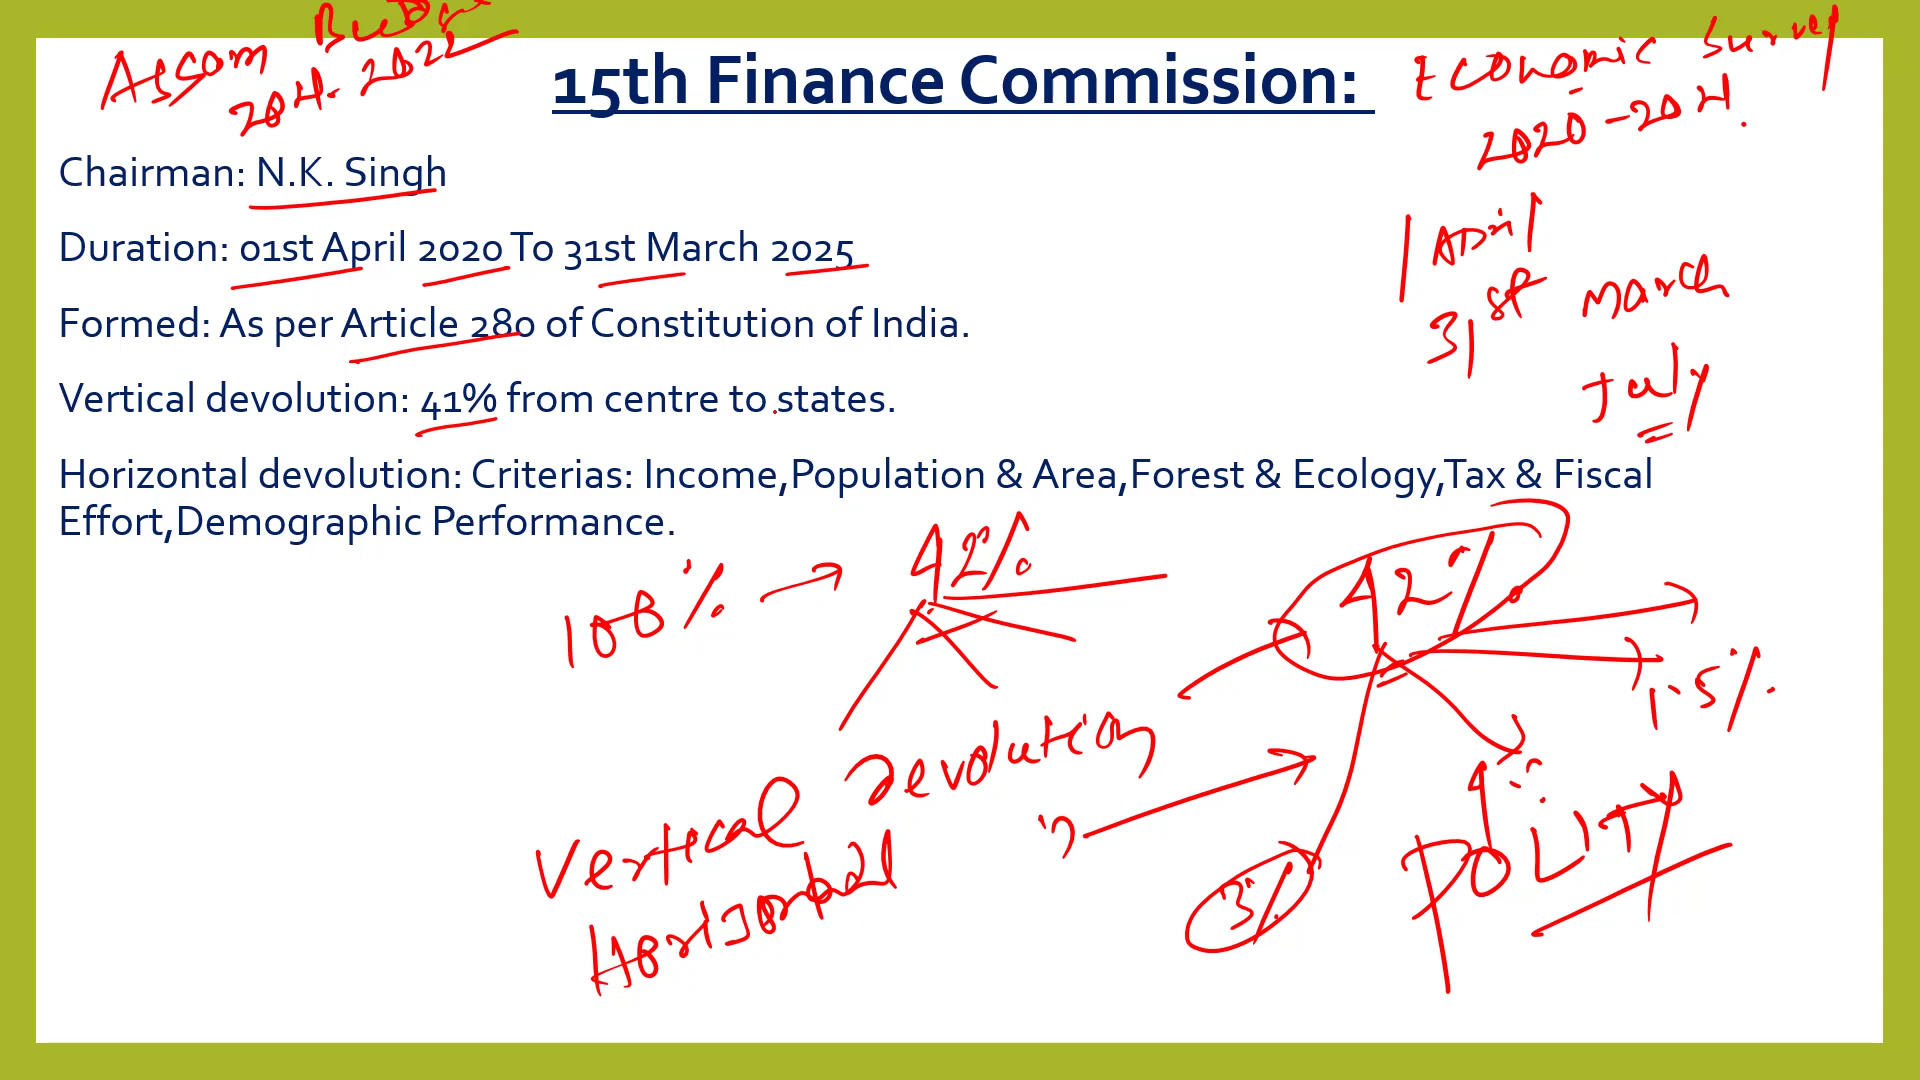 Assam Budget
2021-2022
15th Finance Commission:
Economic Survey
2020-2021.
Chairman: N.K. Singh
Duration: 01st April 2020 To 31st March 2025
1 April
31st March
July
Formed: As per Article 280 of Constitution of India.
Vertical devolution: 41% from centre to states.
Horizontal devolution: Criterias: Income,Population & Area,Forest & Ecology,Tax & Fiscal
Effort,Demographic Performance.
100% → 42%
42%
1.5%
Vertical Devolution
Horizontal
3%
POLITY